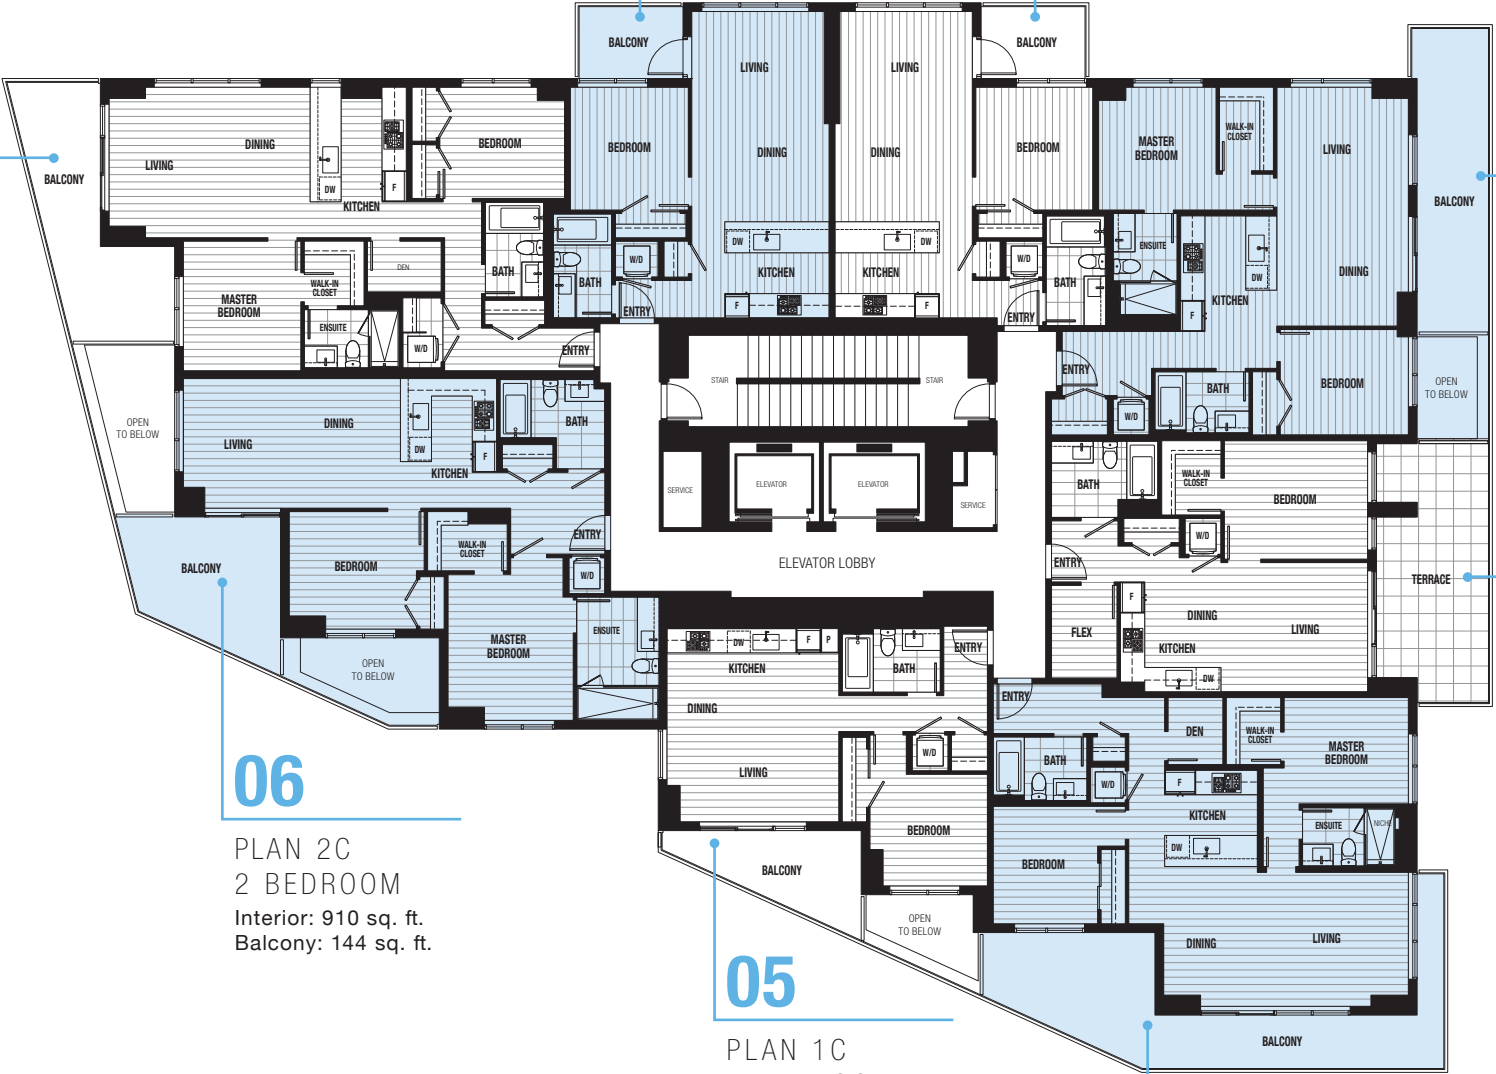 BALCONY
LIVING
LIVING
BALCONY
DINING
LIVING
BEDROOM
BEDROOM
DINING
DINING
BEDROOM
MASTER
BEDROOM
WALK-IN
CLOSET
LIVING
BALCONY
BALCONY
DW
F
KITCHEN
DEN
BATH
MASTER
BEDROOM
WALK-IN
CLOSET
ENSUITE
W/D
ENTRY
BATH
W/D
DW
KITCHEN
F
ENTRY
DW
KITCHEN
F
W/D
BATH
ENTRY
ENSUITE
DW
KITCHEN
F
DINING
ENTRY
W/D
BATH
BEDROOM
OPEN
TO BELOW
STAIR
STAIR
OPEN
TO BELOW
DINING
LIVING
DW
F
KITCHEN
BATH
SERVICE
ELEVATOR
ELEVATOR
SERVICE
BATH
WALK-IN
CLOSET
BEDROOM
ENTRY
W/D
BALCONY
BEDROOM
WALK-IN
CLOSET
ENTRY
W/D
ELEVATOR LOBBY
TERRACE
F
FLEX
DINING
LIVING
KITCHEN
DW
MASTER
BEDROOM
ENSUITE
OPEN
TO BELOW
DW
F
P
KITCHEN
BATH
ENTRY
DINING
LIVING
W/D
BEDROOM
BALCONY
OPEN
TO BELOW
ENTRY
DEN
WALK-IN
CLOSET
MASTER
BEDROOM
BATH
W/D
F
KITCHEN
DW
ENSUITE
NICHE
BEDROOM
DINING
LIVING
BALCONY
06
PLAN 2C
2 BEDROOM
Interior: 910 sq. ft.
Balcony: 144 sq. ft.
05
PLAN 1C